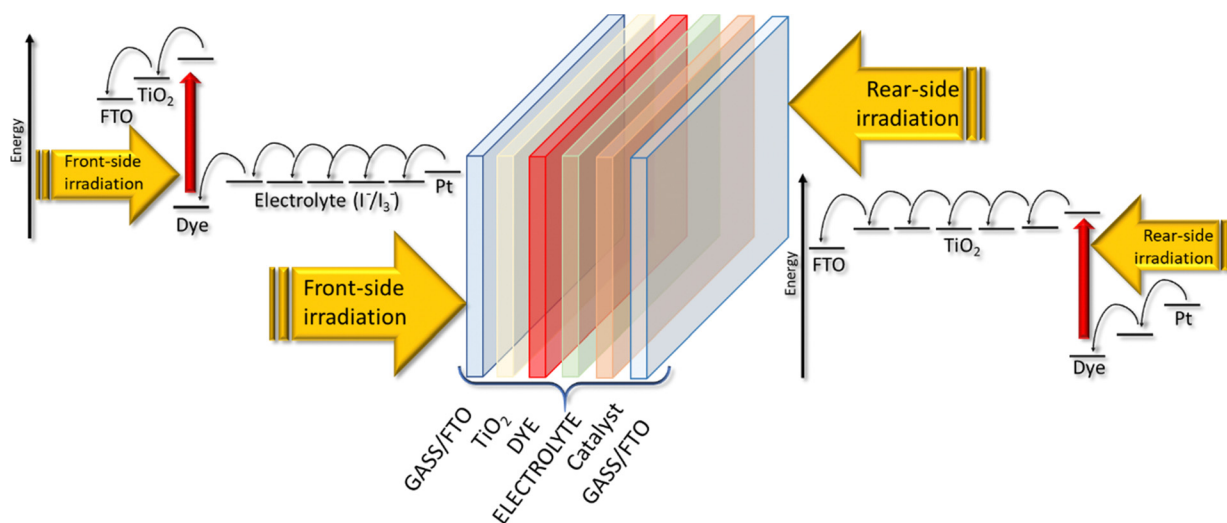 Energy
FTO
TiO₂
Front-side
irradiation
Dye
Electrolyte (I⁻/I₃⁻)
Pt
Front-side
irradiation
GASS/FTO
TiO₂
DYE
ELECTROLYTE
Catalyst
GASS/FTO
Rear-side
irradiation
Energy
FTO
TiO₂
Rear-side
irradiation
Pt
Dye